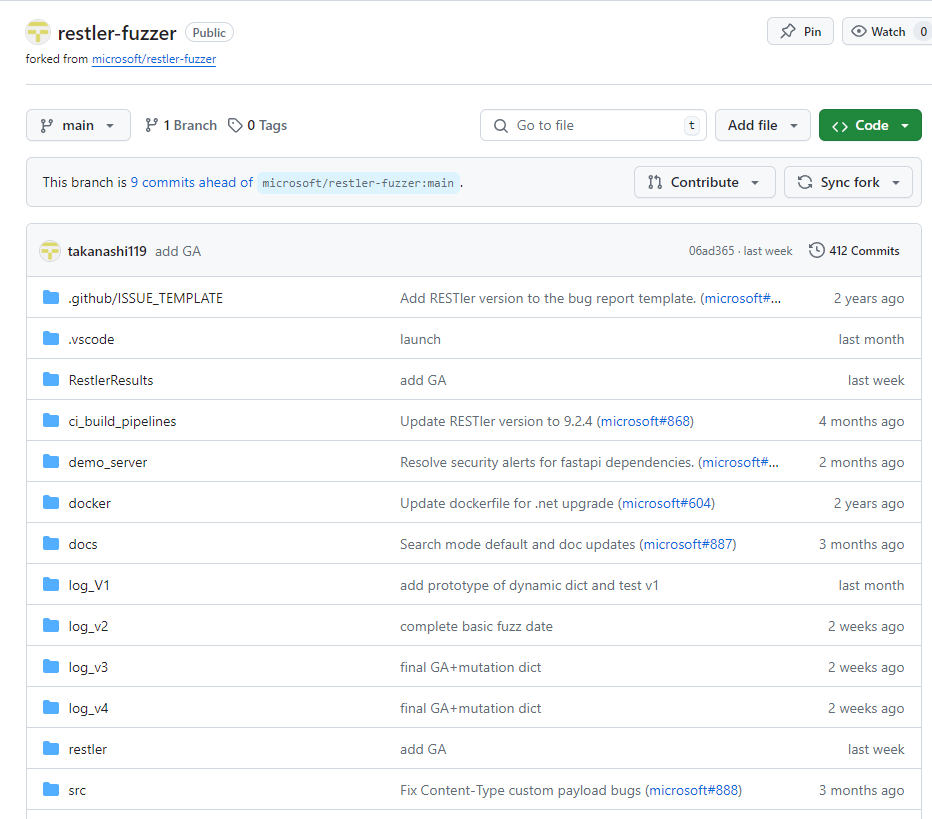 restler-fuzzer Public Pin Watch 0
forked from microsoft/restler-fuzzer
main 1 Branch 0 Tags Go to file t Add file Code
This branch is 9 commits ahead of microsoft/restler-fuzzer:main . Contribute Sync fork
takanashi119 add GA 06ad365 · last week 412 Commits
.github/ISSUE_TEMPLATE Add RESTler version to the bug report template. (microsoft#... 2 years ago
.vscode launch last month
RestlerResults add GA last week
ci_build_pipelines Update RESTler version to 9.2.4 (microsoft#868) 4 months ago
demo_server Resolve security alerts for fastapi dependencies. (microsoft#... 2 months ago
docker Update dockerfile for .net upgrade (microsoft#604) 2 years ago
docs Search mode default and doc updates (microsoft#887) 3 months ago
log_V1 add prototype of dynamic dict and test v1 last month
log_v2 complete basic fuzz date 2 weeks ago
log_v3 final GA+mutation dict 2 weeks ago
log_v4 final GA+mutation dict 2 weeks ago
restler add GA last week
src Fix Content-Type custom payload bugs (microsoft#888) 3 months ago